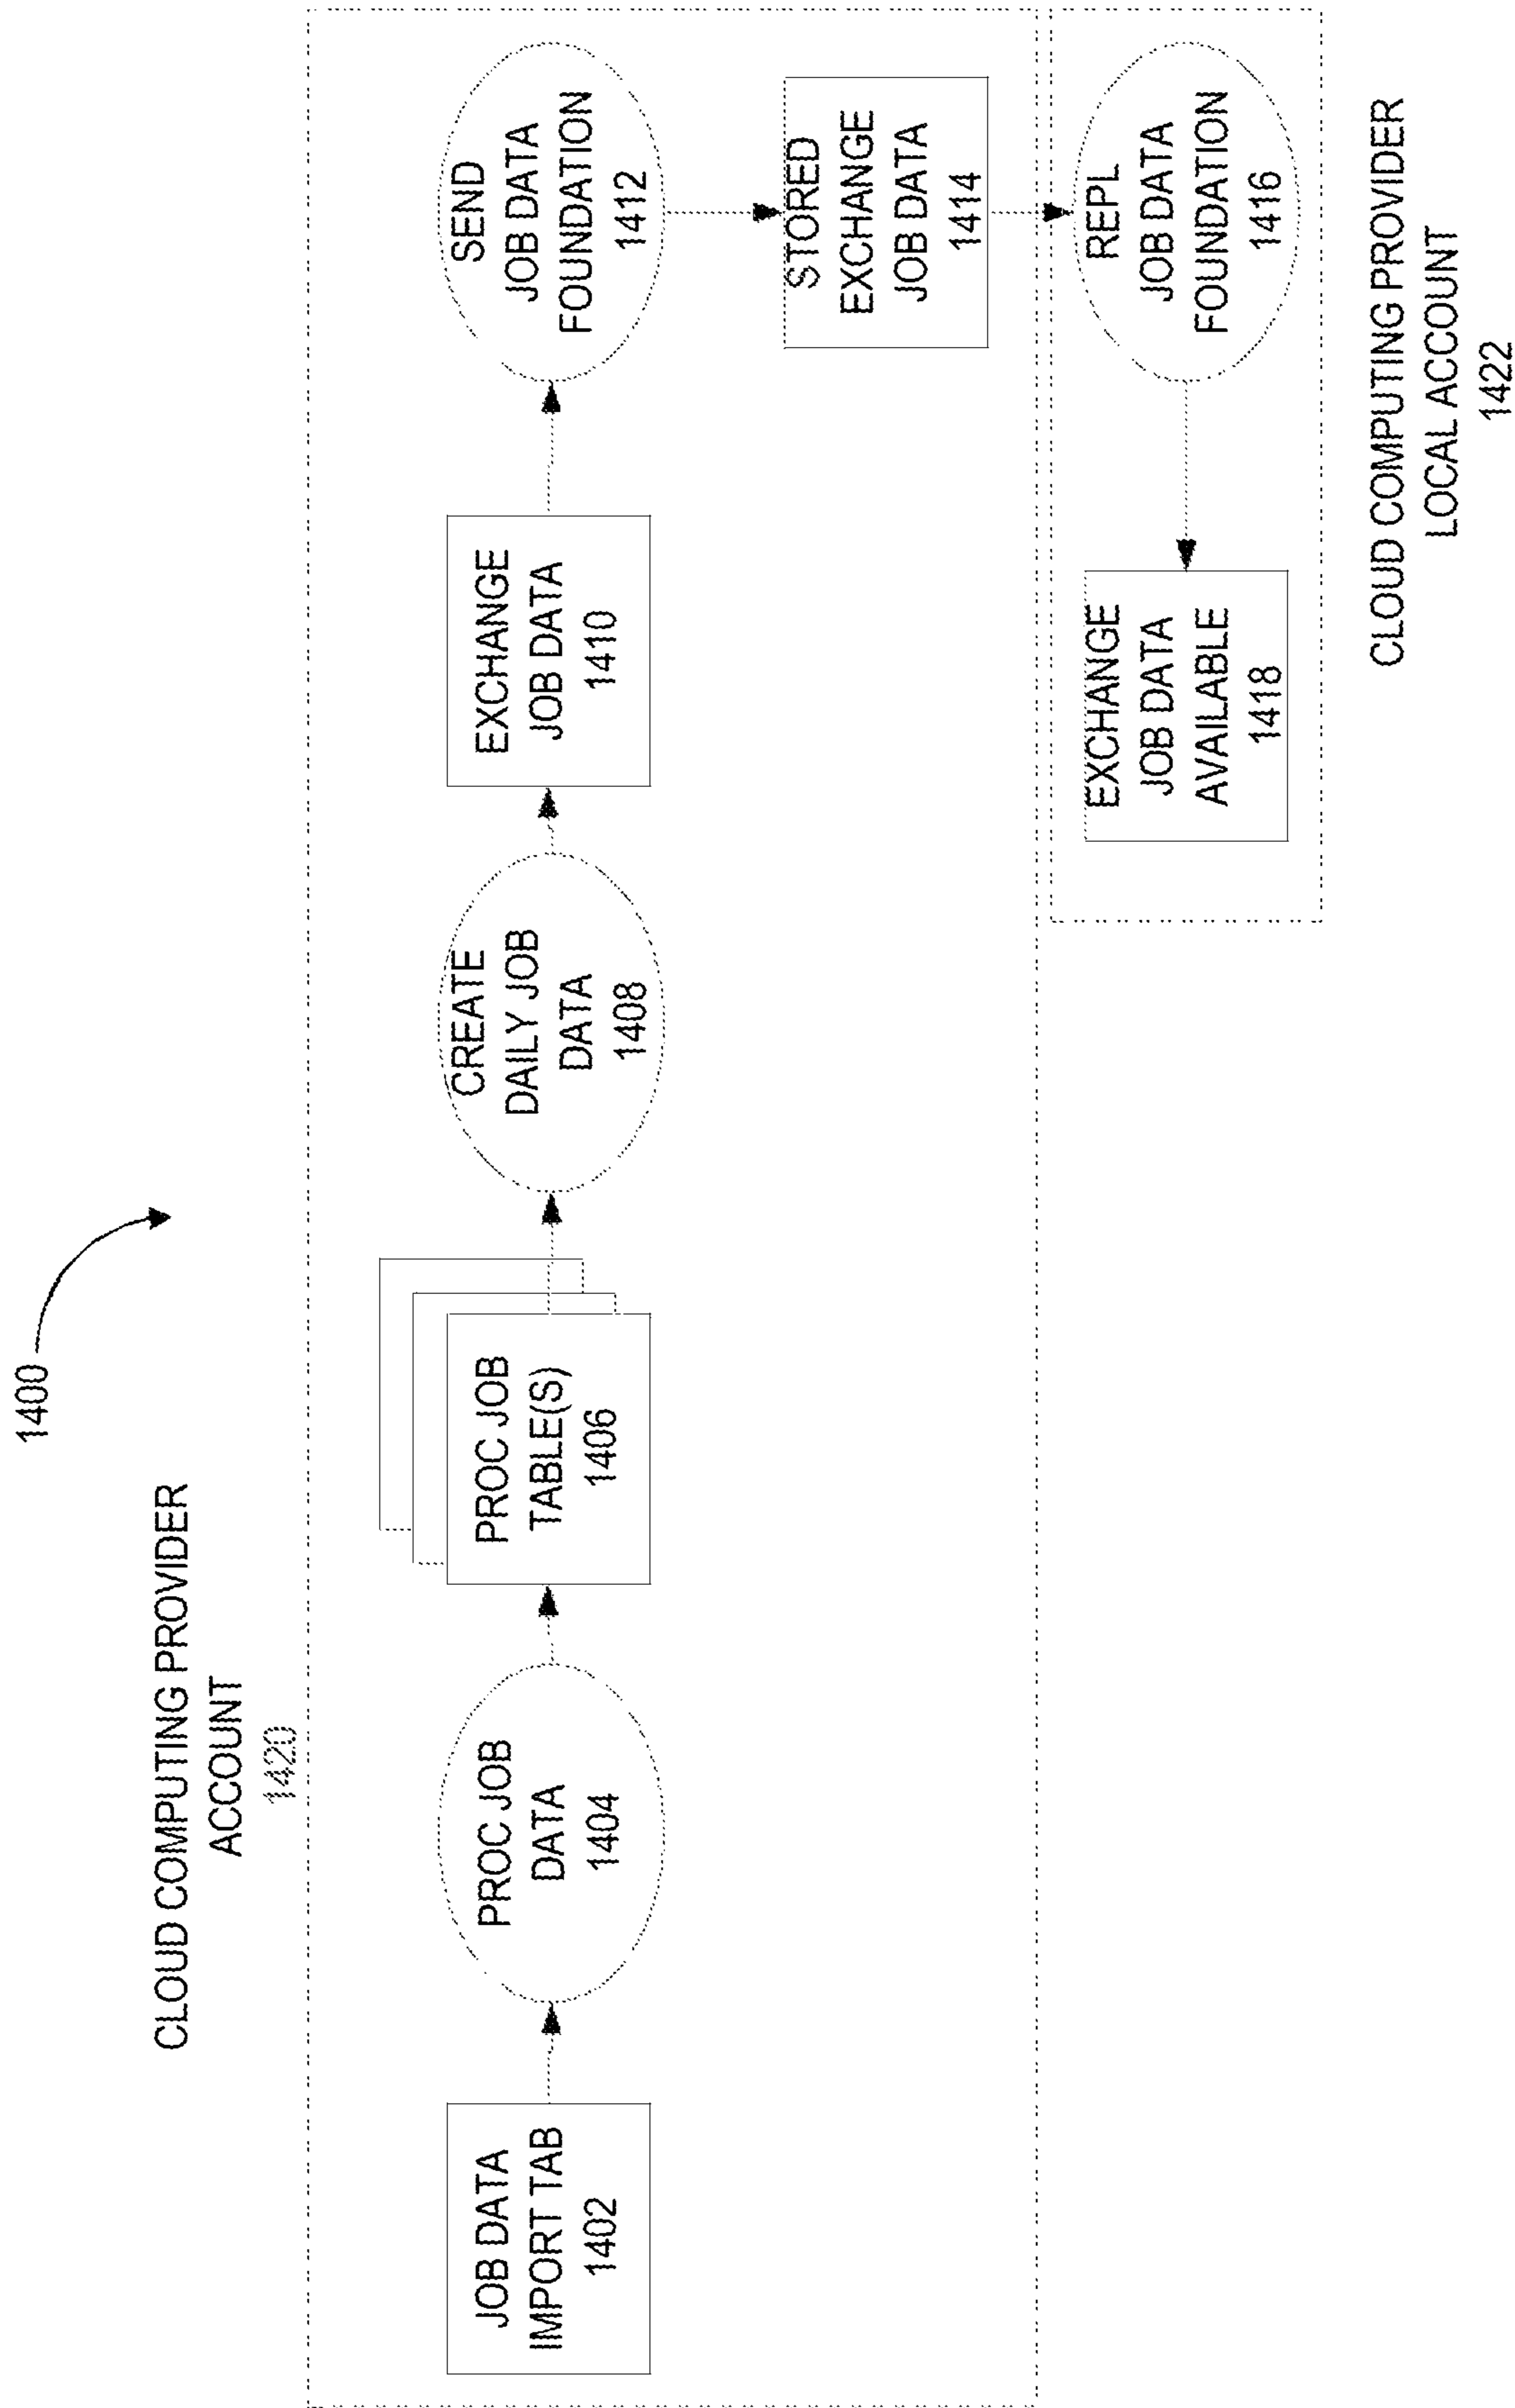 1400
CLOUD COMPUTING PROVIDER
ACCOUNT
1420
JOB DATA
IMPORT TAB
1402
PROC JOB
DATA
1404
PROC JOB
TABLE(S)
1406
CREATE
DAILY JOB
DATA
1408
EXCHANGE
JOB DATA
1410
SEND
JOB DATA
FOUNDATION
1412
STORED
EXCHANGE
JOB DATA
1414
REPL
JOB DATA
FOUNDATION
1416
EXCHANGE
JOB DATA
AVAILABLE
1418
CLOUD COMPUTING PROVIDER
LOCAL ACCOUNT
1422